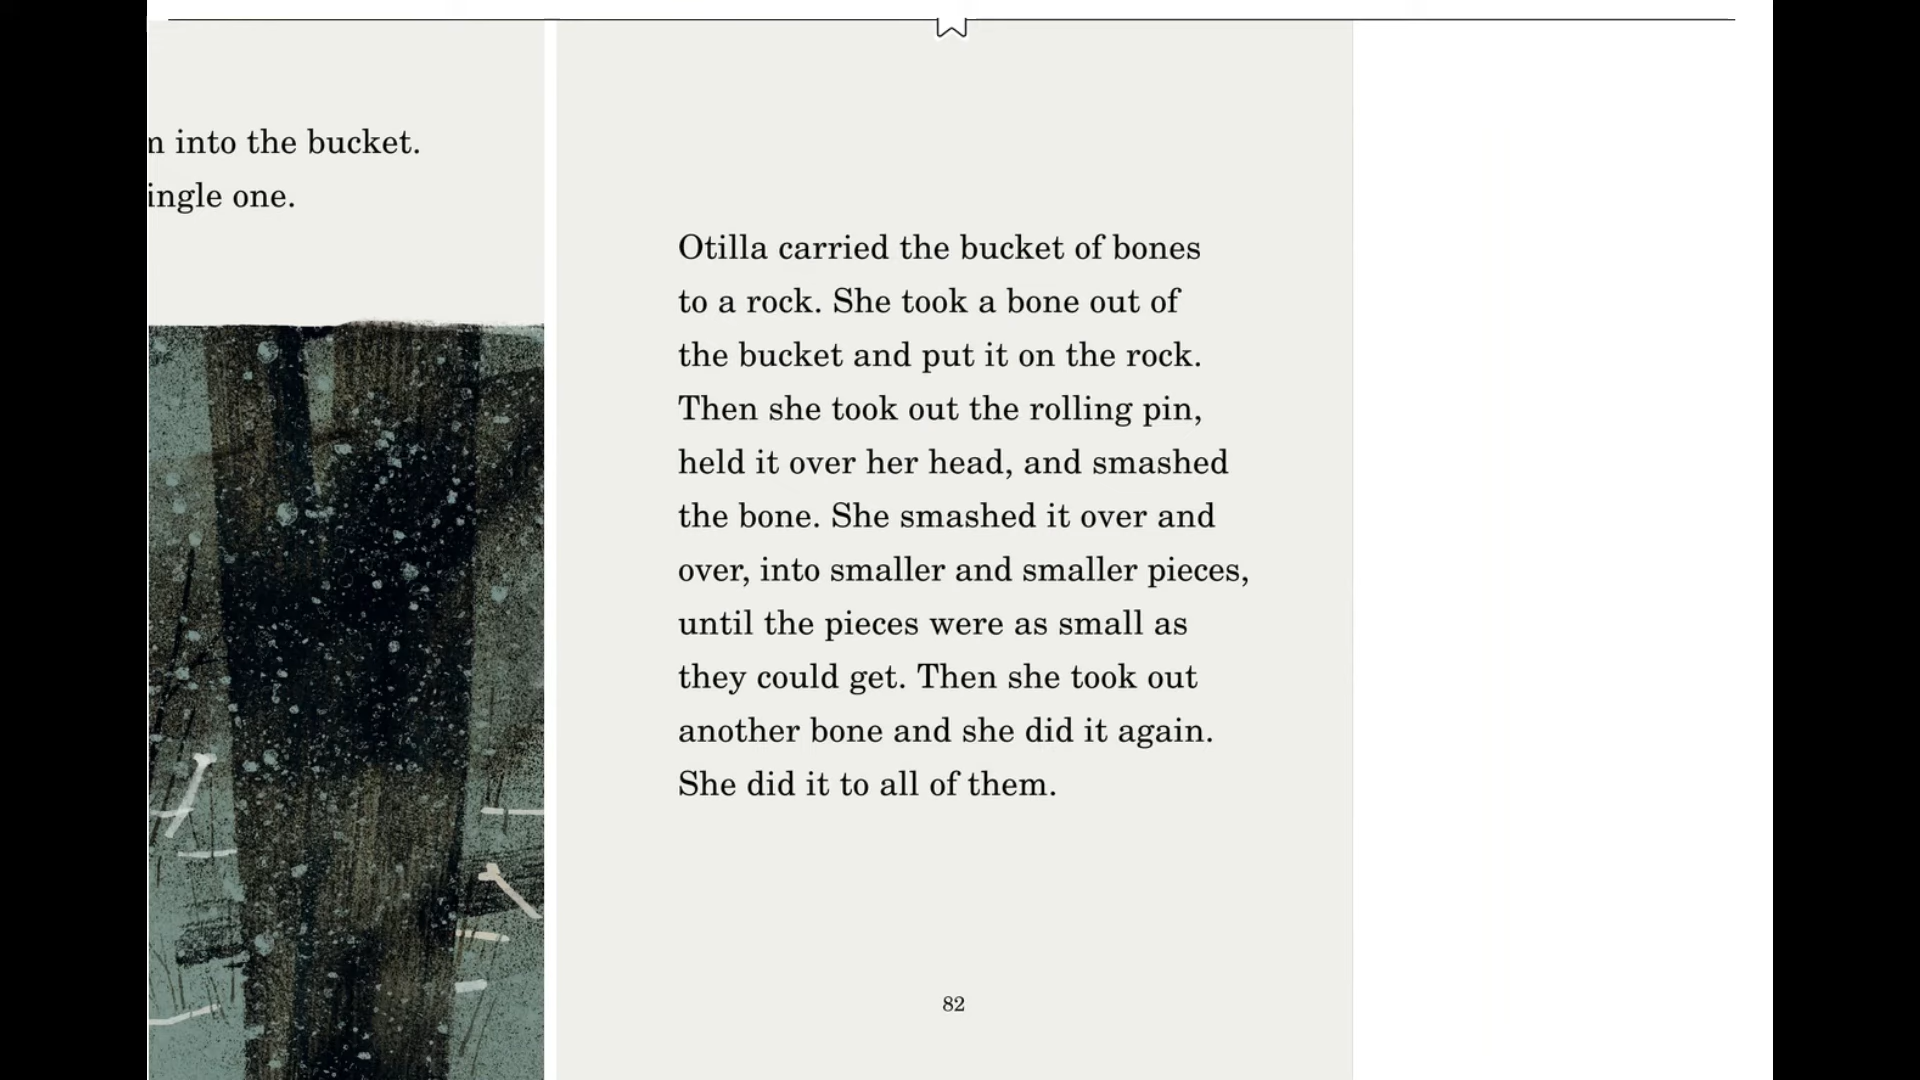 into the bucket.
one.
Otilla carried the bucket of bones
to a rock. She took a bone out of
the bucket and put it on the rock.
Then she took out the rolling pin,
held it over her head, and smashed
the bone. She smashed it over and
over, into smaller and smaller pieces,
until the pieces were as small as
they could get. Then she took out
another bone and she did it again.
She did it to all of them.
82